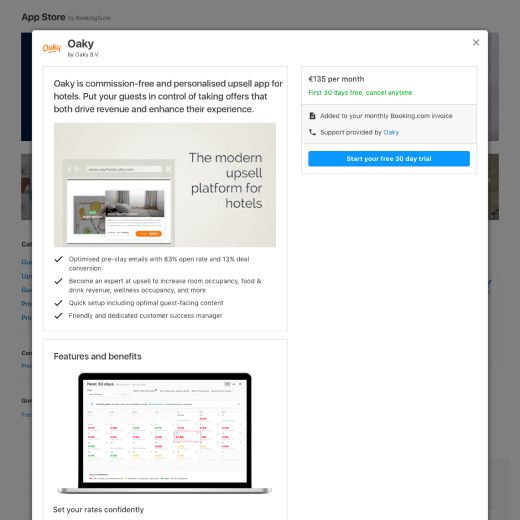 App Store by BookingSuite
Oaky
Oaky
by Oaky B.V.
Oaky is commission-free and personalised upsell app for
hotels. Put your guests in control of taking offers that
both drive revenue and enhance their experience.
The modern
upsell
platform for
hotels
Optimised pre-stay emails with 83% open rate and 13% deal
conversion
Become an expert at upsell to increase room occupancy, food &
drink revenue, wellness occupancy, and more
Quick setup including optimal guest-facing content
Friendly and dedicated customer success manager
€135 per month
First 30 days free, cancel anytime
Added to your monthly Booking.com invoice
Support provided by Oaky
Start your free 30 day trial
Features and benefits
Next 30 days
Set your rates confidently